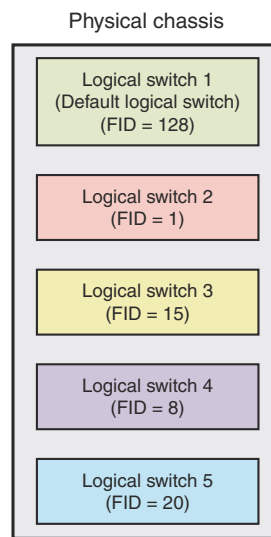 Physical chassis
Logical switch 1
(Default logical switch)
(FID = 128)
Logical switch 2
(FID = 1)
Logical switch 3
(FID = 15)
Logical switch 4
(FID = 8)
Logical switch 5
(FID = 20)